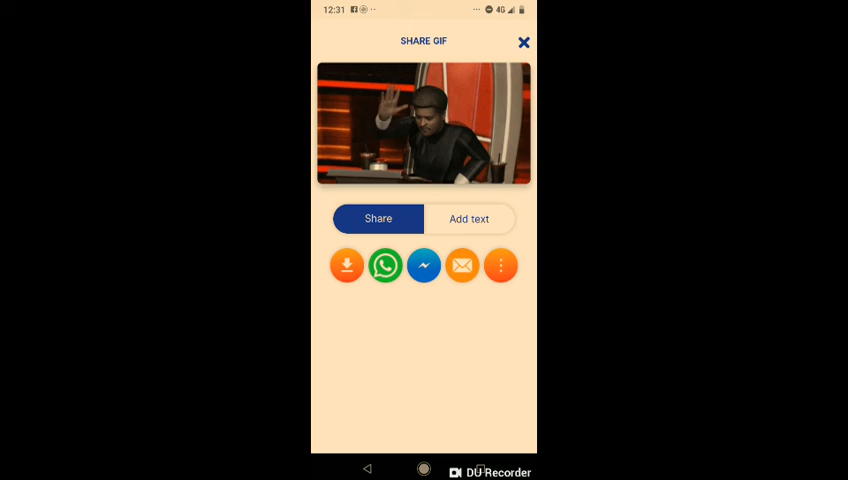 12:31
4G
SHARE GIF
Share Add text
DU Recorder